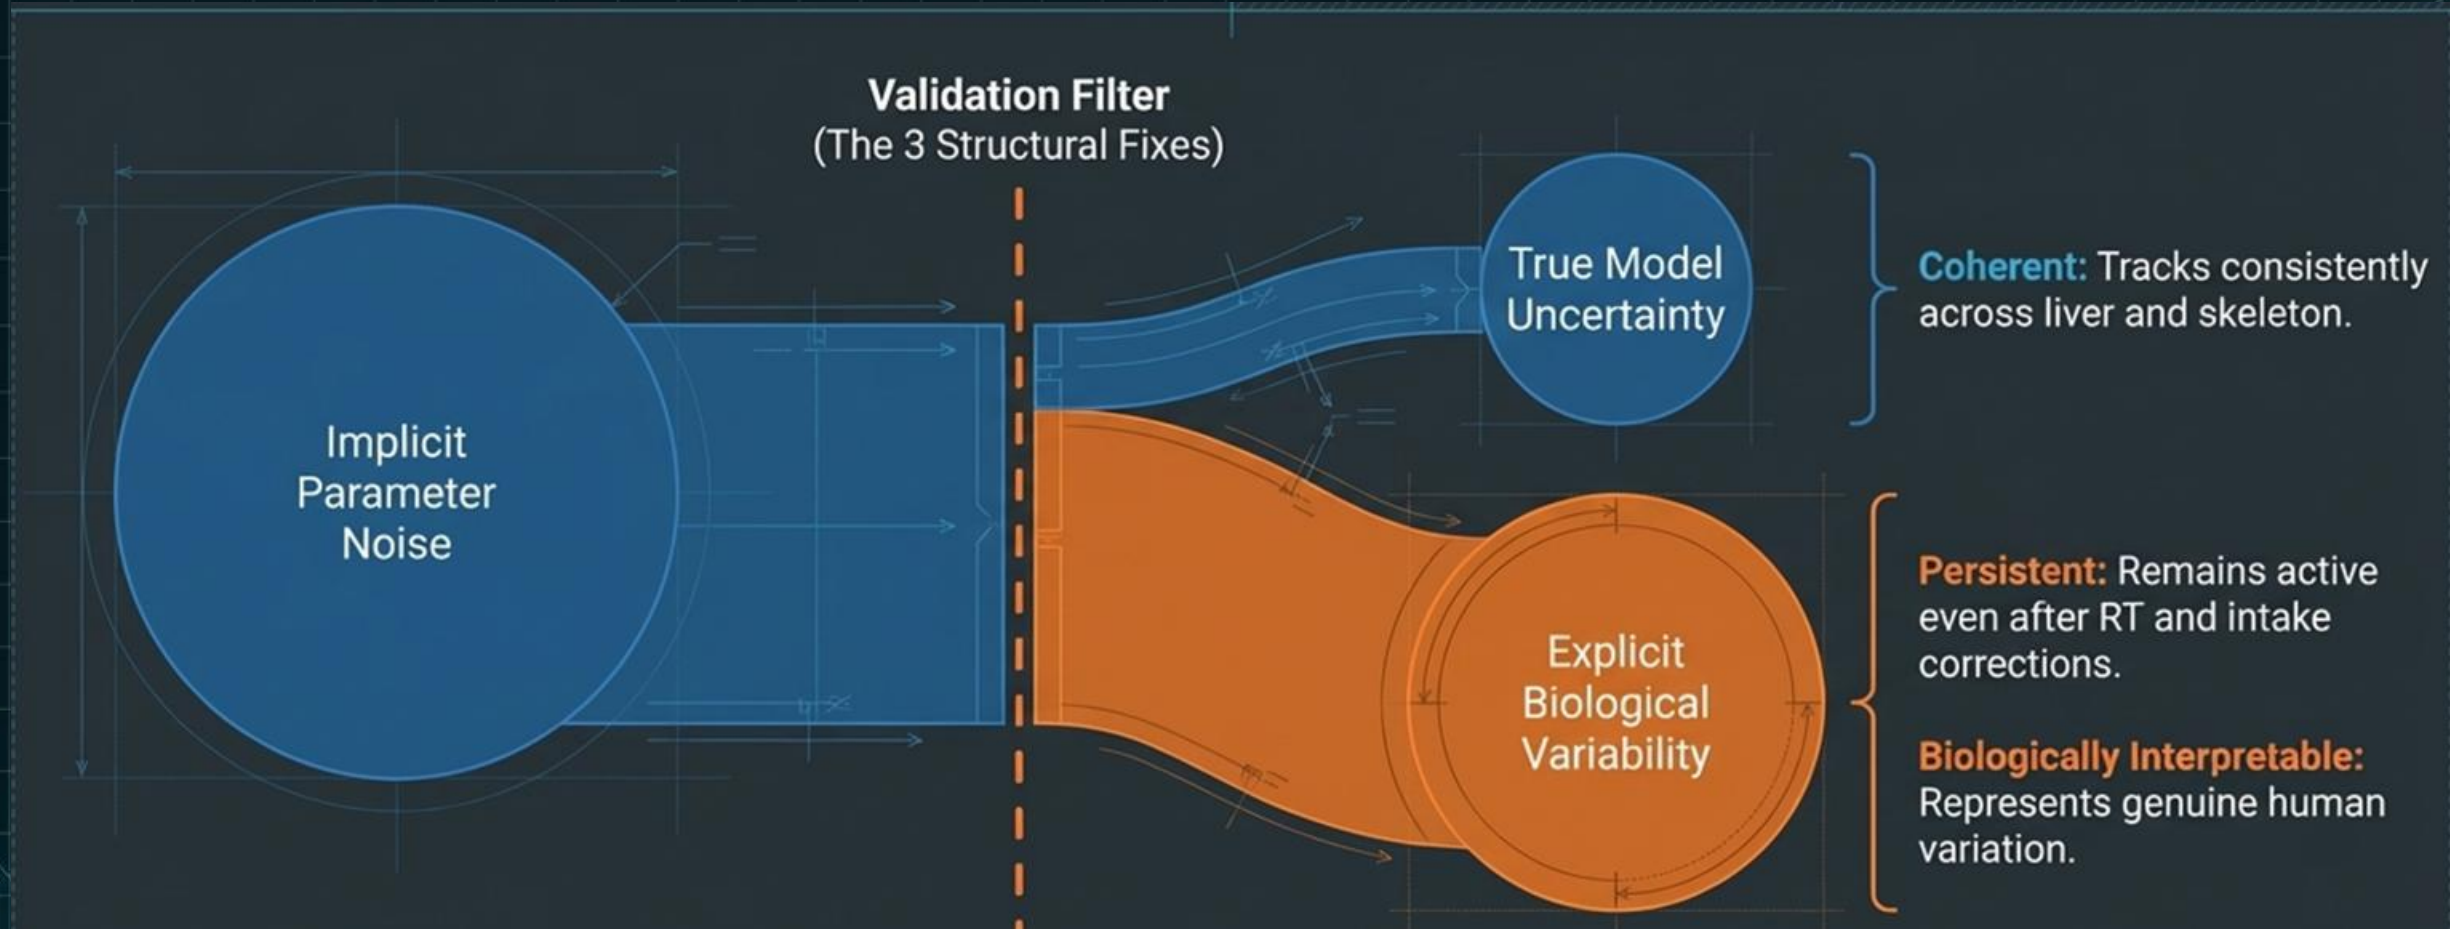 Validation Filter
(The 3 Structural Fixes)
Implicit
Parameter
Noise
True Model
Uncertainty
Coherent: Tracks consistently
across liver and skeleton.
Explicit
Biological
Variability
Persistent: Remains active
even after RT and intake
corrections.
Biologically Interpretable:
Represents genuine human
variation.